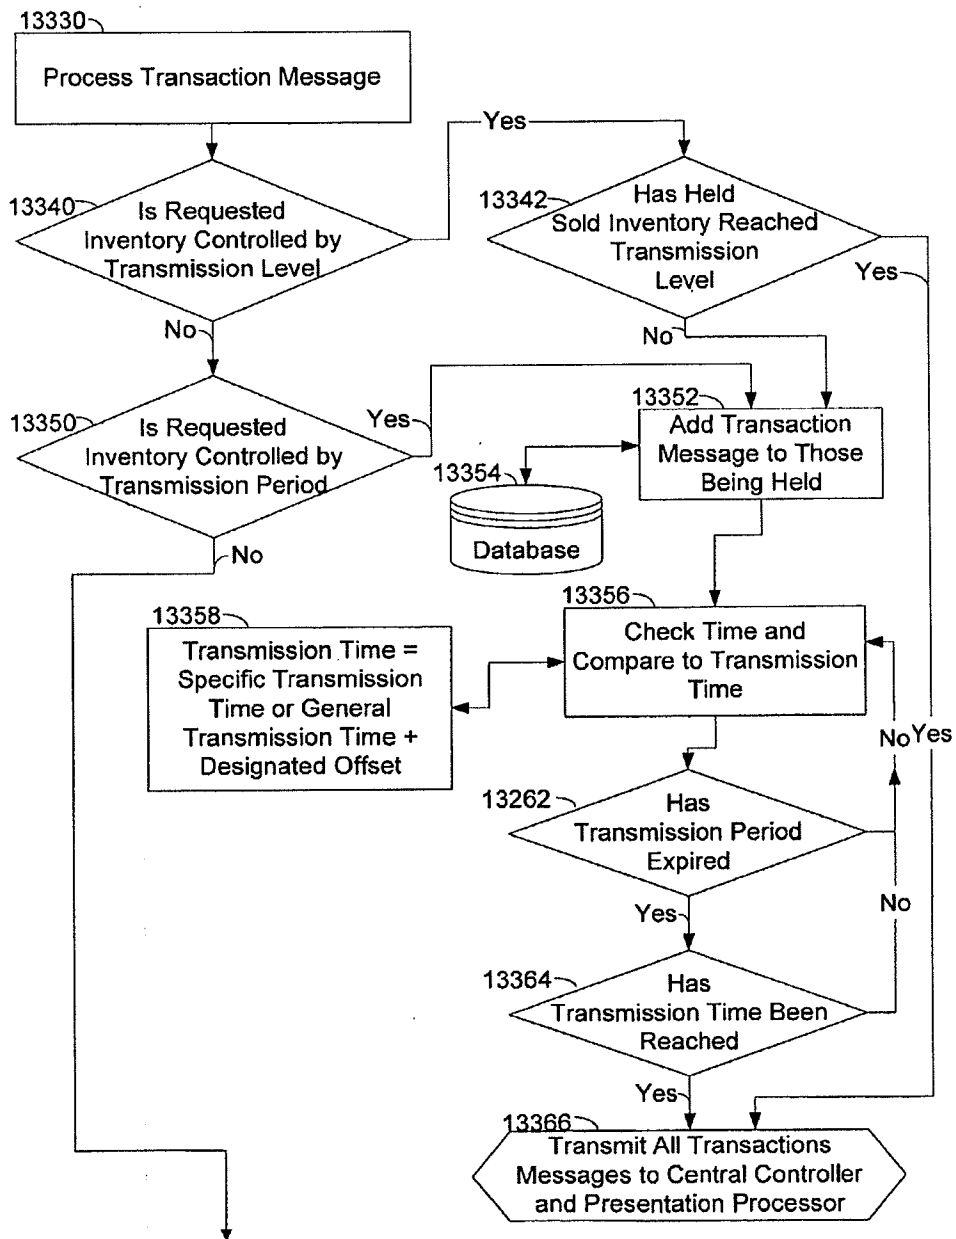 13330
Process Transaction Message
Yes
13340
Is Requested
Inventory Controlled by
Transmission Level
13342
Has Held
Sold Inventory Reached
Transmission
Level
Yes
No
No
13350
Is Requested
Inventory Controlled by
Transmission Period
Yes
13352
Add Transaction
Message to Those
Being Held
13354
Database
No
13356
Check Time and
Compare to Transmission
Time
13358
Transmission Time =
Specific Transmission
Time or General
Transmission Time +
Designated Offset
No
Yes
13262
Has
Transmission Period
Expired
Yes
No
13364
Has
Transmission Time Been
Reached
Yes
13366
Transmit All Transactions
Messages to Central Controller
and Presentation Processor